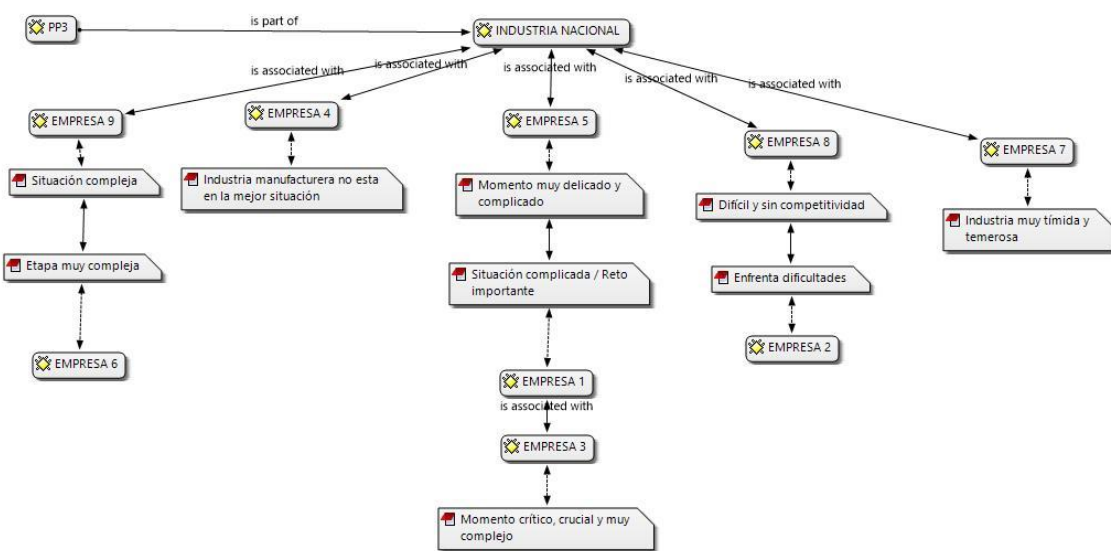 PP3
is part of
INDUSTRIA NACIONAL
is associated with
is associated with
is associated with
is associated with
is associated with
EMPRESA 9
EMPRESA 4
EMPRESA 5
EMPRESA 8
EMPRESA 7
Situación compleja
Industria manufacturera no esta
en la mejor situación
Momento muy delicado y
complicado
Difícil y sin competitividad
Industria muy tímida y
temerosa
Etapa muy compleja
Situación complicada / Reto
importante
Enfrenta dificultades
EMPRESA 6
EMPRESA 2
EMPRESA 1
is associated with
EMPRESA 3
Momento crítico, crucial y muy
complejo